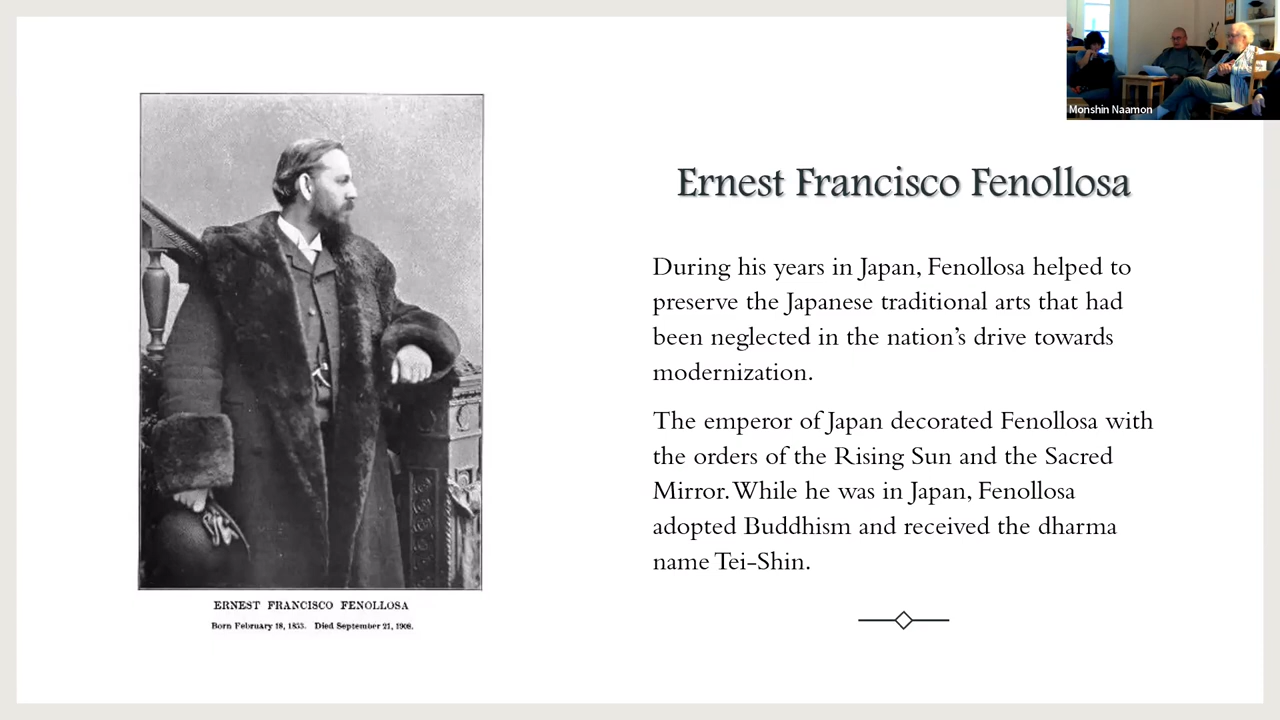 Monshin Naamon
Ernest Francisco Fenollosa
During his years in Japan, Fenollosa helped to
preserve the Japanese traditional arts that had
been neglected in the nation's drive towards
modernization.
The emperor of Japan decorated Fenollosa with
the orders of the Rising Sun and the Sacred
Mirror. While he was in Japan, Fenollosa
adopted Buddhism and received the dharma
name Tei-Shin.
ERNEST FRANCISCO FENOLLOSA
Born February 18, 1853. Died September 21, 1908.